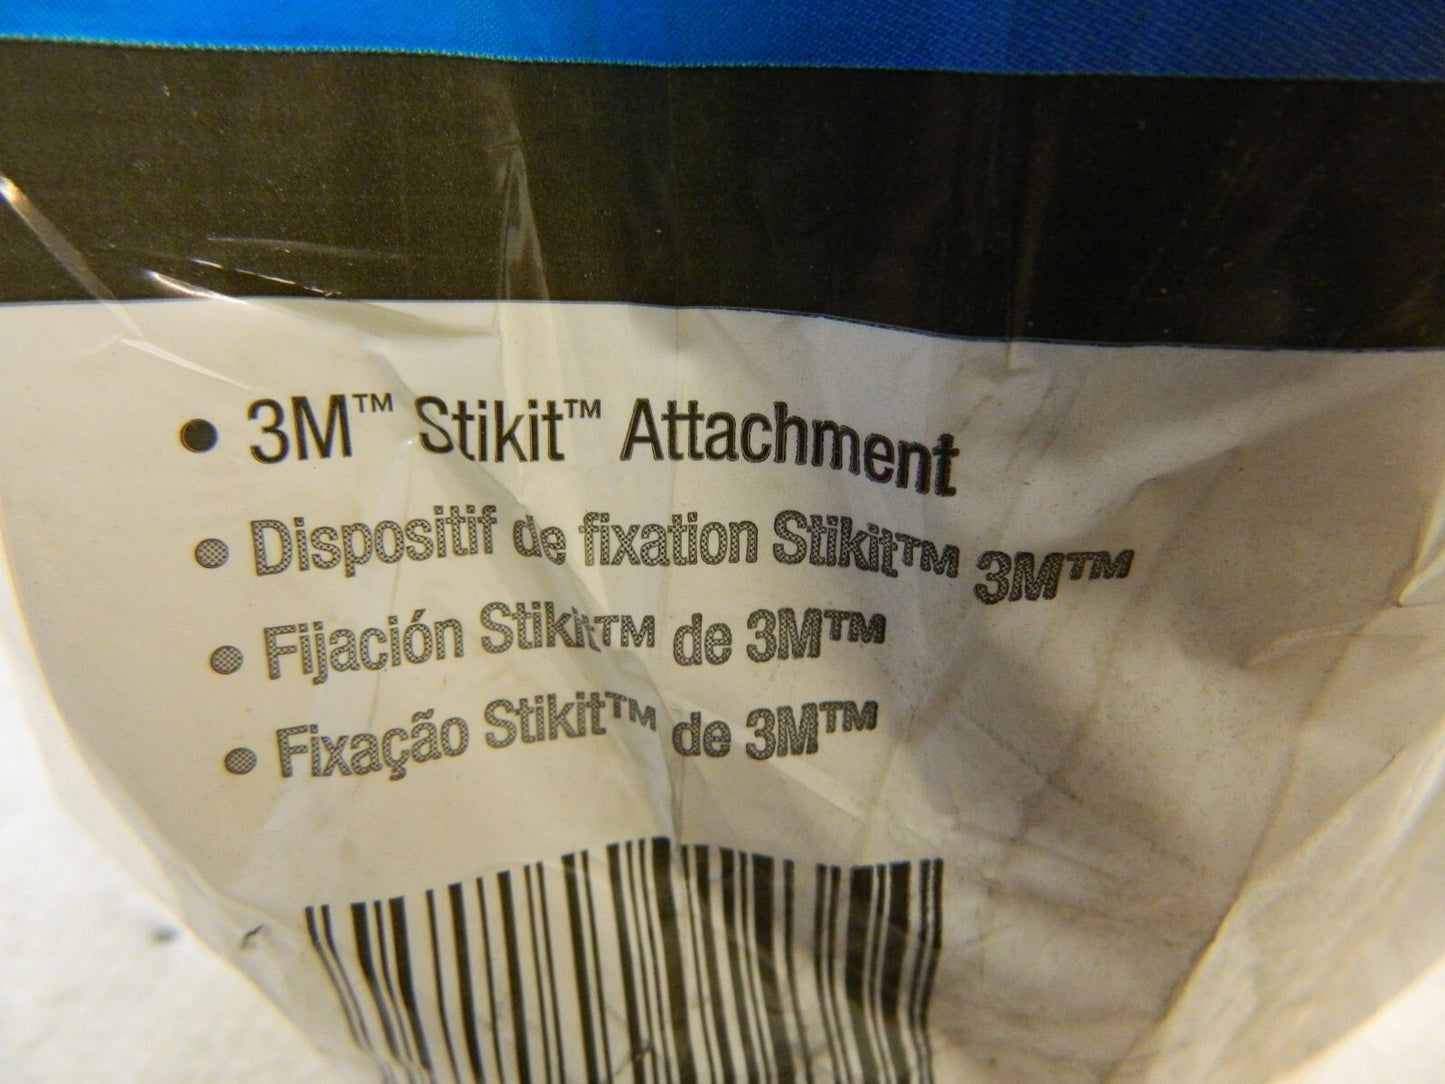 • 3M™ Stikit™ Attachment
• Dispositif de fixation Stikit™ 3M™
• Fijación Stikit™ de 3M™
• Fixação Stikit™ de 3M™